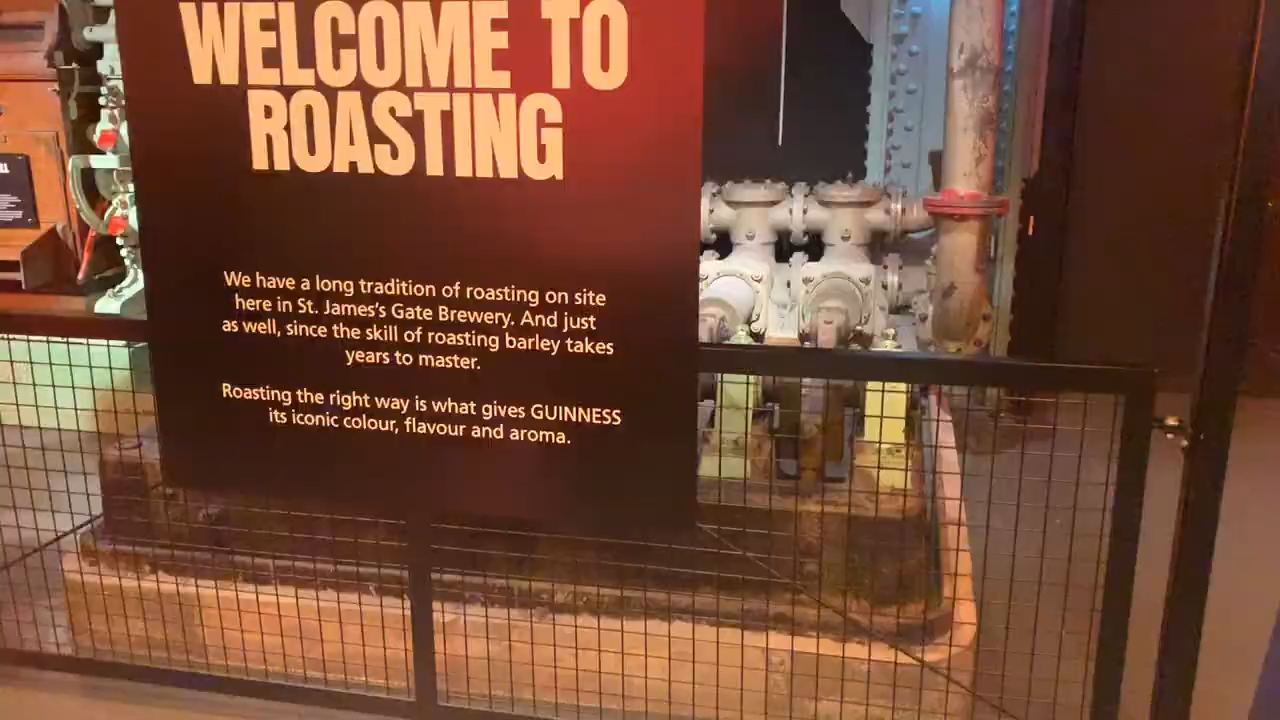 WELCOME TO
ROASTING
We have a long tradition of roasting on site
here in St. James's Gate Brewery. And just
as well, since the skill of roasting barley takes
years to master.
Roasting the right way is what gives GUINNESS
its iconic colour, flavour and aroma.